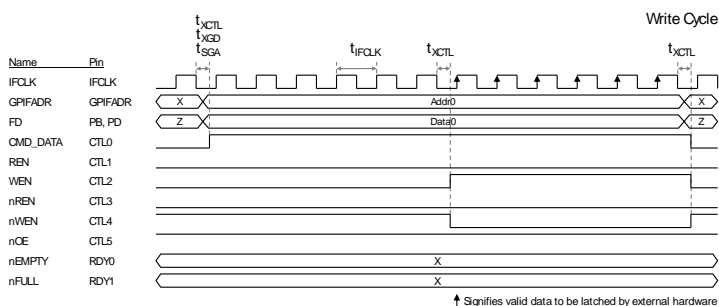 Write Cycle
tXCTL
tXGD
tSGA
tIFCLK
tXCTL
tXCTL
Name Pin
IFCLK IFCLK
GPIFADR GPIFADR X Addr0 X
FD PB, PD Z Data0 Z
CMD_DATA CTL0
REN CTL1
WEN CTL2
nREN CTL3
nWEN CTL4
nOE CTL5
nEMPTY RDY0 X
nFULL RDY1 X
Signifies valid data to be latched by external hardware